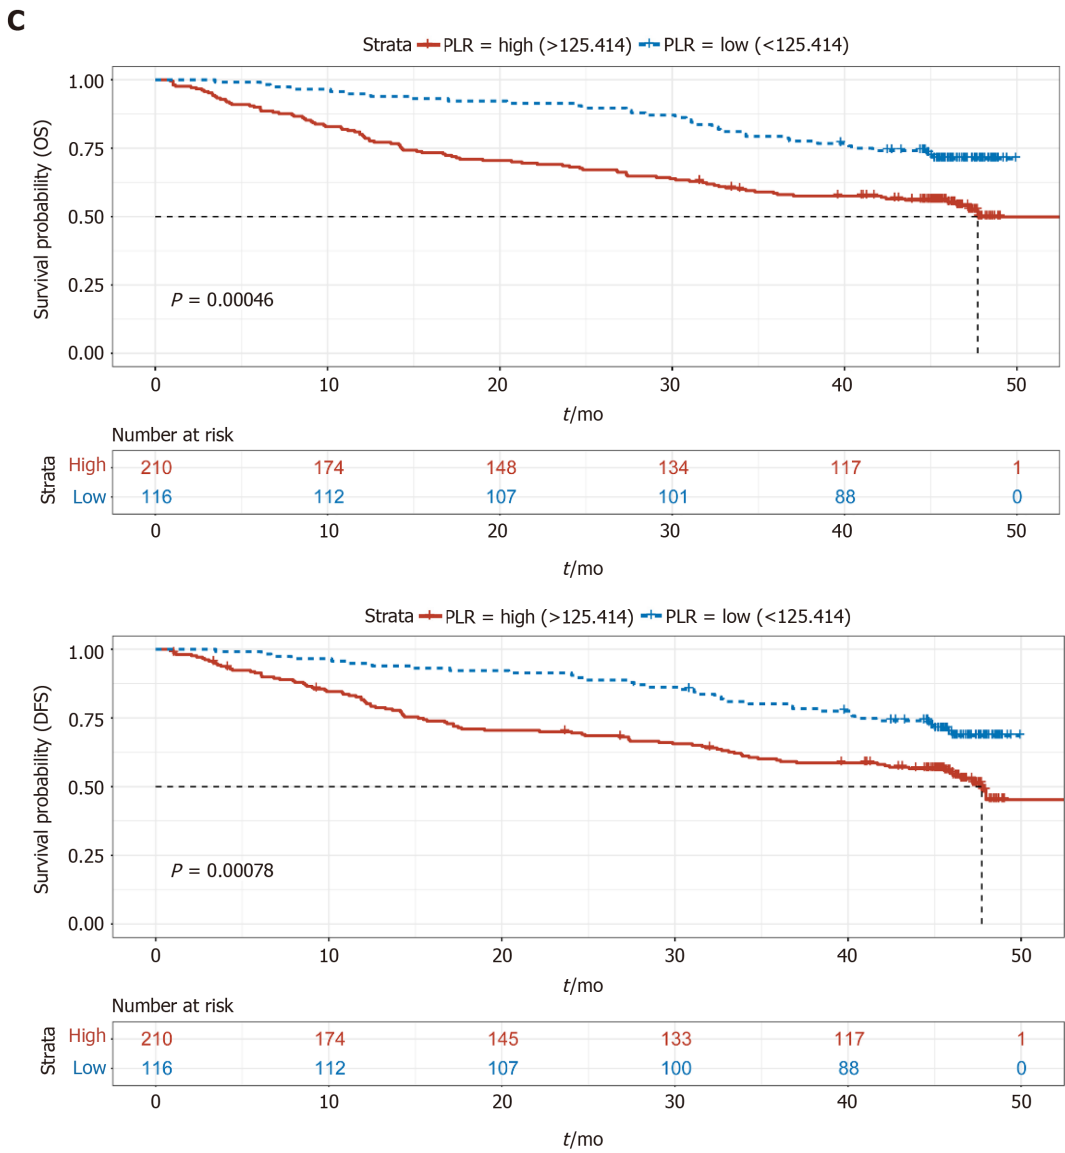 C
Strata PLR = high (>125.414) PLR = low (<125.414)
Survival probability (OS)
1.00
0.75
0.50
0.25
0.00
P = 0.00046
0 10 20 30 40 50
t/mo
Number at risk
Strata
High 210 174 148 134 117 1
Low 116 112 107 101 88 0
0 10 20 30 40 50
t/mo
Strata PLR = high (>125.414) PLR = low (<125.414)
Survival probability (DFS)
1.00
0.75
0.50
0.25
0.00
P = 0.00078
0 10 20 30 40 50
t/mo
Number at risk
Strata
High 210 174 145 133 117 1
Low 116 112 107 100 88 0
0 10 20 30 40 50
t/mo